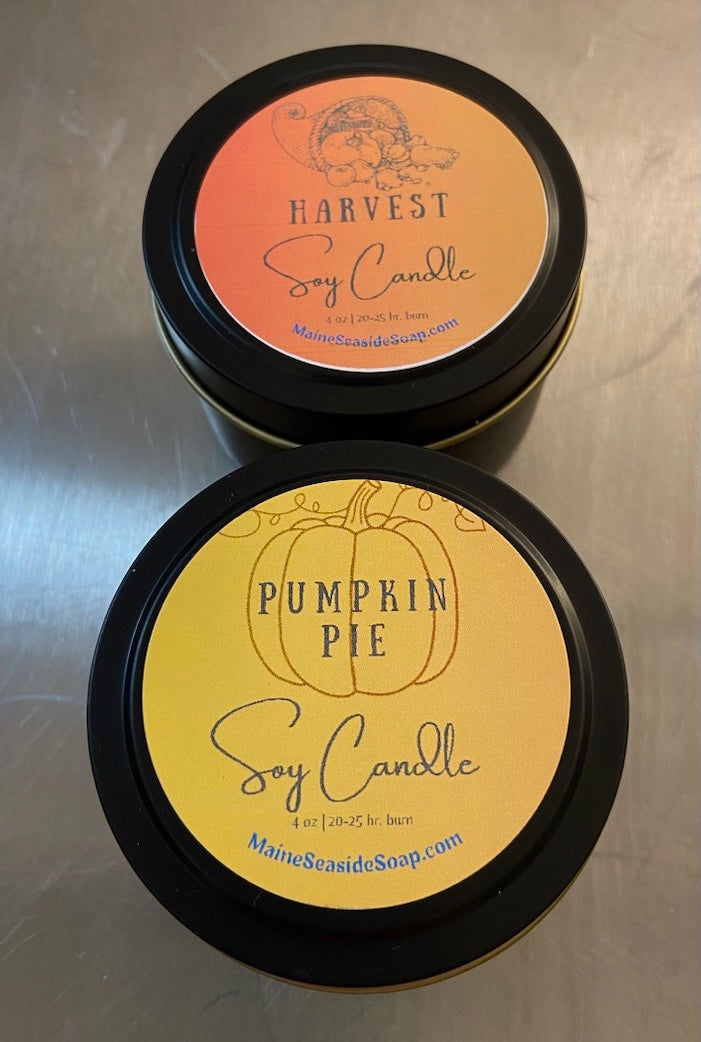 HARVEST
Soy Candle
4 oz | 20-25 hr. burn
MaineSeasideSoap.com
PUMPKIN
PIE
Soy Candle
4 oz | 20-25 hr. burn
MaineSeasideSoap.com